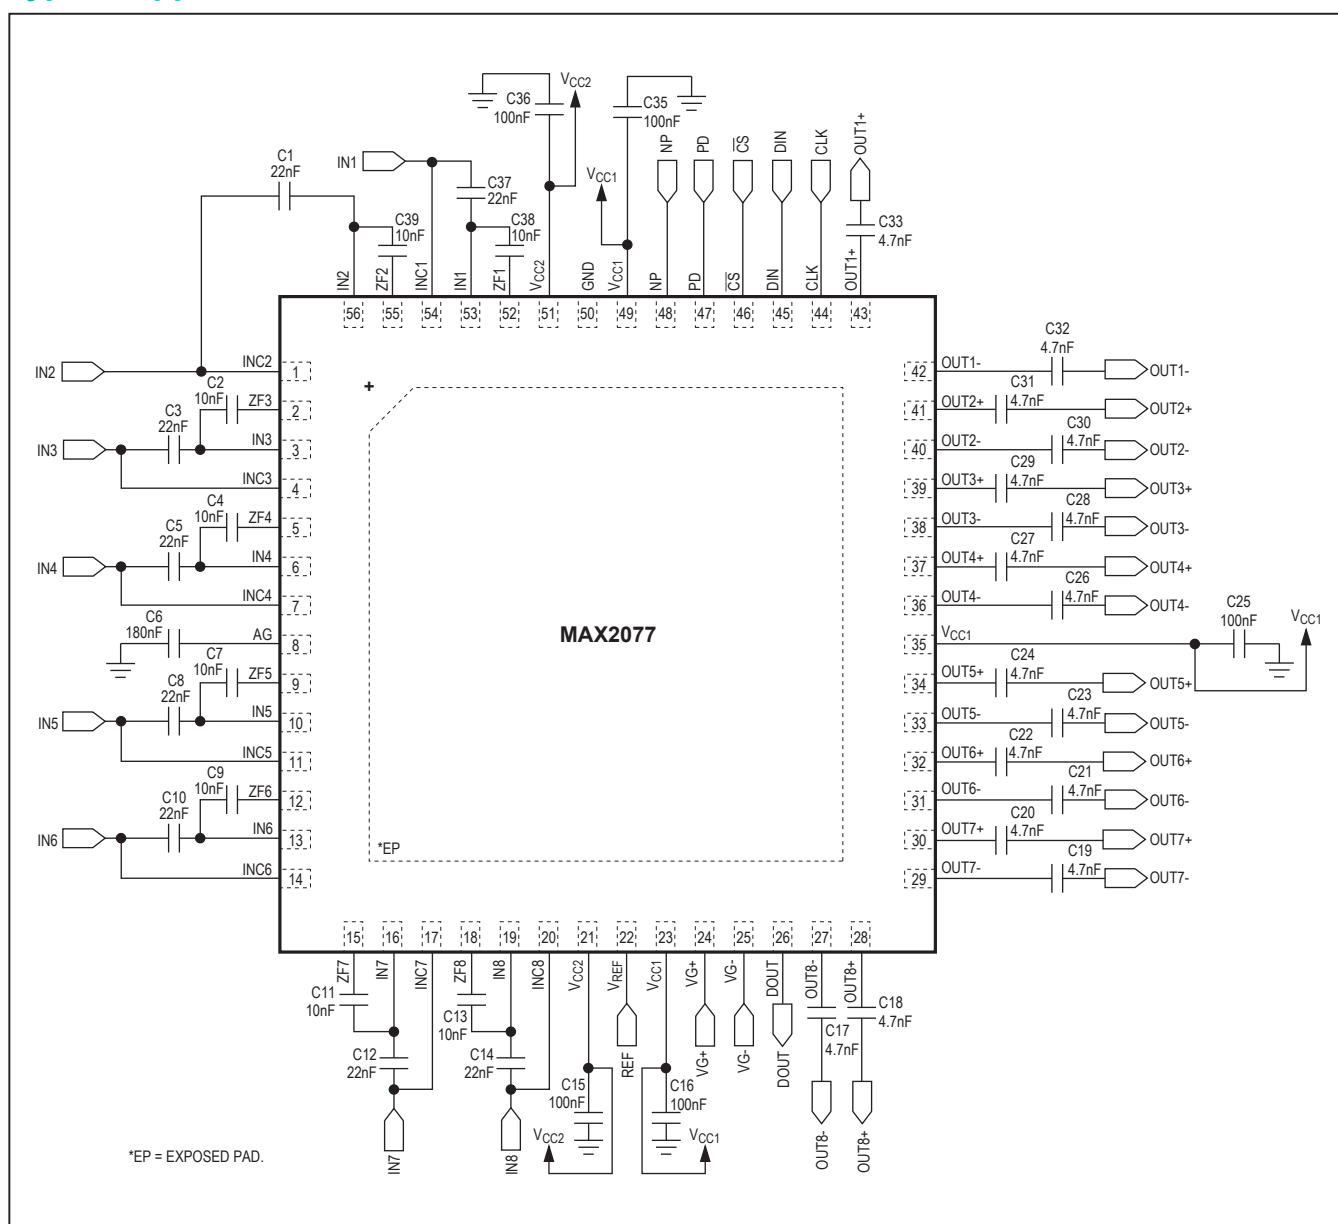 C36
100nF
VCC2
C35
100nF
VCC1
NP
PD
CS
DIN
CLK
OUT1+
C1
22nF
IN1
C37
22nF
C39
10nF
C38
10nF
C33
4.7nF
IN2
ZF2
INC1
IN1
ZF1
VCC2
GND
VCC1
NP
PD
CS
DIN
CLK
OUT1+
56
55
54
53
52
51
50
49
48
47
46
45
44
43
IN2
INC2
1
C2
10nF
ZF3
2
C3
22nF
IN3
IN3
3
INC3
4
C4
10nF
ZF4
5
C5
22nF
IN4
IN4
6
INC4
7
C6
180nF
AG
8
C7
10nF
ZF5
9
C8
22nF
IN5
IN5
10
INC5
11
C9
10nF
ZF6
12
C10
22nF
IN6
IN6
13
INC6
14
+
MAX2077
*EP
42
OUT1-
C32
4.7nF
OUT1-
41
OUT2+
C31
4.7nF
OUT2+
40
OUT2-
C30
4.7nF
OUT2-
39
OUT3+
C29
4.7nF
OUT3+
38
OUT3-
C28
4.7nF
OUT3-
37
OUT4+
C27
4.7nF
OUT4+
36
OUT4-
C26
4.7nF
OUT4-
35
VCC1
C25
100nF
VCC1
34
OUT5+
C24
4.7nF
OUT5+
33
OUT5-
C23
4.7nF
OUT5-
32
OUT6+
C22
4.7nF
OUT6+
31
OUT6-
C21
4.7nF
OUT6-
30
OUT7+
C20
4.7nF
OUT7+
29
OUT7-
C19
4.7nF
OUT7-
15
16
17
18
19
20
21
22
23
24
25
26
27
28
ZF7
IN7
INC7
ZF8
IN8
INC8
VCC2
VREF
VCC1
VG+
VG-
DOUT
OUT8-
OUT8+
C11
10nF
C12
22nF
C13
10nF
C14
22nF
C15
100nF
C16
100nF
C17
4.7nF
C18
4.7nF
REF
VG+
VG-
DOUT
OUT8-
OUT8+
VCC2
VCC1
IN7
IN8
*EP = EXPOSED PAD.